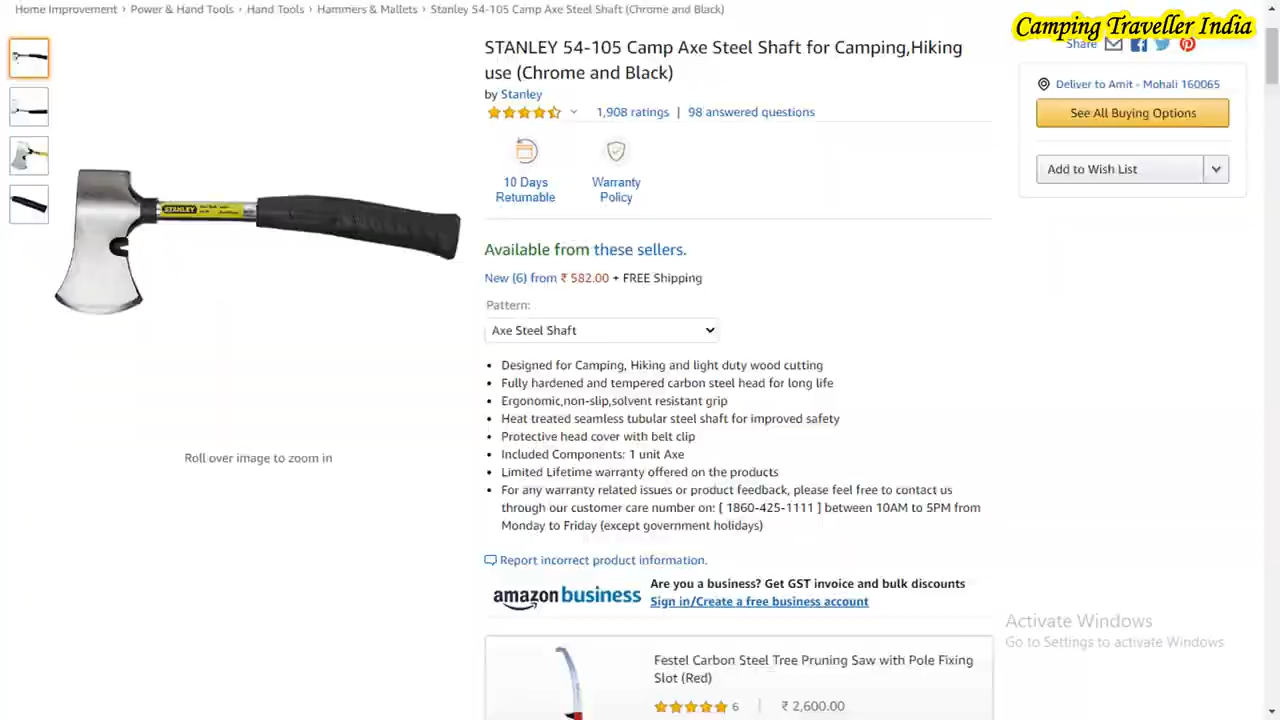 Home Improvement › Power & Hand Tools › Hand Tools › Hammers & Mallets › Stanley 54-105 Camp Axe Steel Shaft (Chrome and Black)
Camping Traveller India
Share
STANLEY 54-105 Camp Axe Steel Shaft for Camping,Hiking
use (Chrome and Black)
by Stanley
1,908 ratings | 98 answered questions
Deliver to Amit - Mohali 160065
See All Buying Options
Add to Wish List
10 Days
Returnable
Warranty
Policy
STANLEY
Available from these sellers.
New (6) from ₹ 582.00 + FREE Shipping
Pattern:
Axe Steel Shaft
• Designed for Camping, Hiking and light duty wood cutting
• Fully hardened and tempered carbon steel head for long life
• Ergonomic,non-slip,solvent resistant grip
• Heat treated seamless tubular steel shaft for improved safety
• Protective head cover with belt clip
• Included Components: 1 unit Axe
• Limited Lifetime warranty offered on the products
• For any warranty related issues or product feedback, please feel free to contact us
through our customer care number on: [ 1860-425-1111 ] between 10AM to 5PM from
Monday to Friday (except government holidays)
Roll over image to zoom in
Report incorrect product information.
amazon business
Are you a business? Get GST invoice and bulk discounts
Sign in/Create a free business account
Activate Windows
Go to Settings to activate Windows
Festel Carbon Steel Tree Pruning Saw with Pole Fixing
Slot (Red)
6 | ₹ 2,600.00